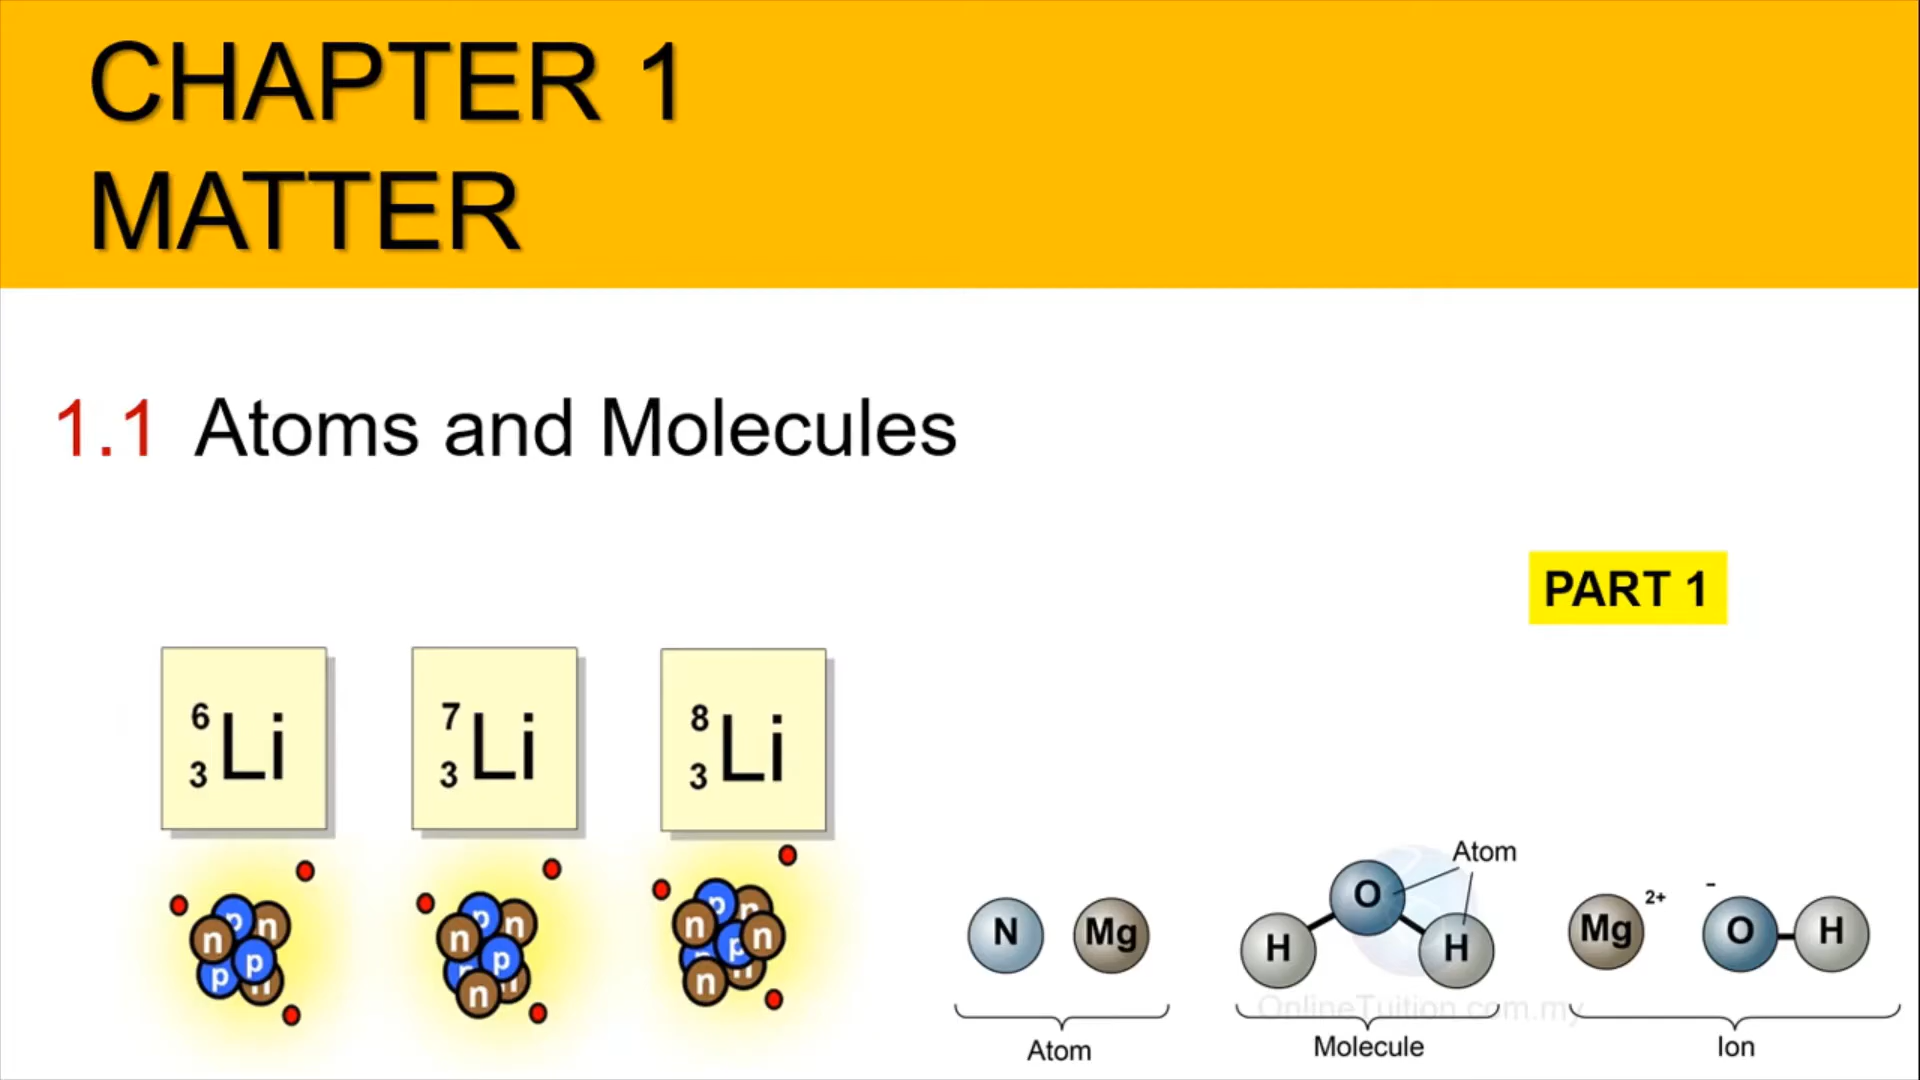 CHAPTER 1
MATTER
1.1 Atoms and Molecules
PART 1
6
3 Li
7
3 Li
8
3 Li
p
n
n
p
p
n
p
n
n
p
p
n
n
p
n
n
n
p
p
n
n
N
Mg
Atom
O
H
H
Atom
OnlineTuition.com.my
Molecule
Mg 2+
-
O
H
Ion